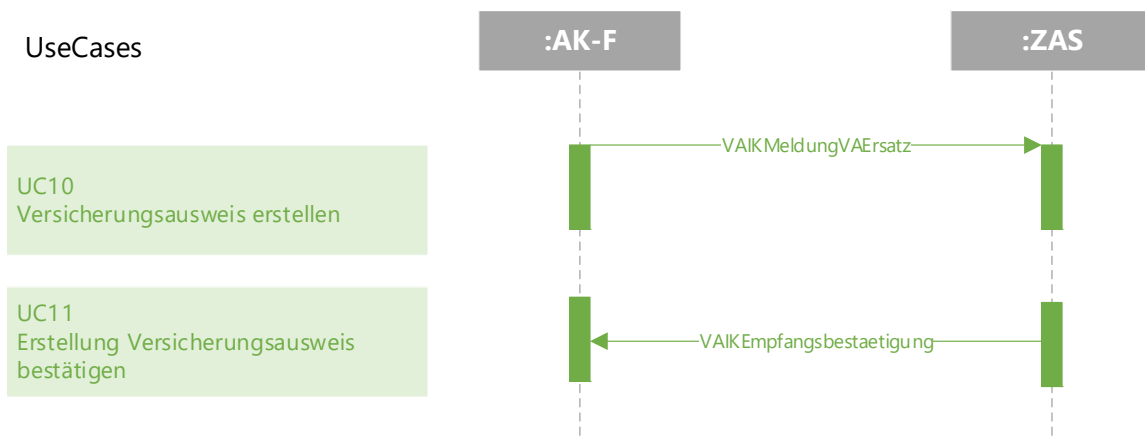 UseCases
:AK-F
:ZAS
VAIKMeldungVAErsatz
UC10
Versicherungsausweis erstellen
UC11
Erstellung Versicherungsausweis
bestätigen
VAIKEmpfangsbestaetigung